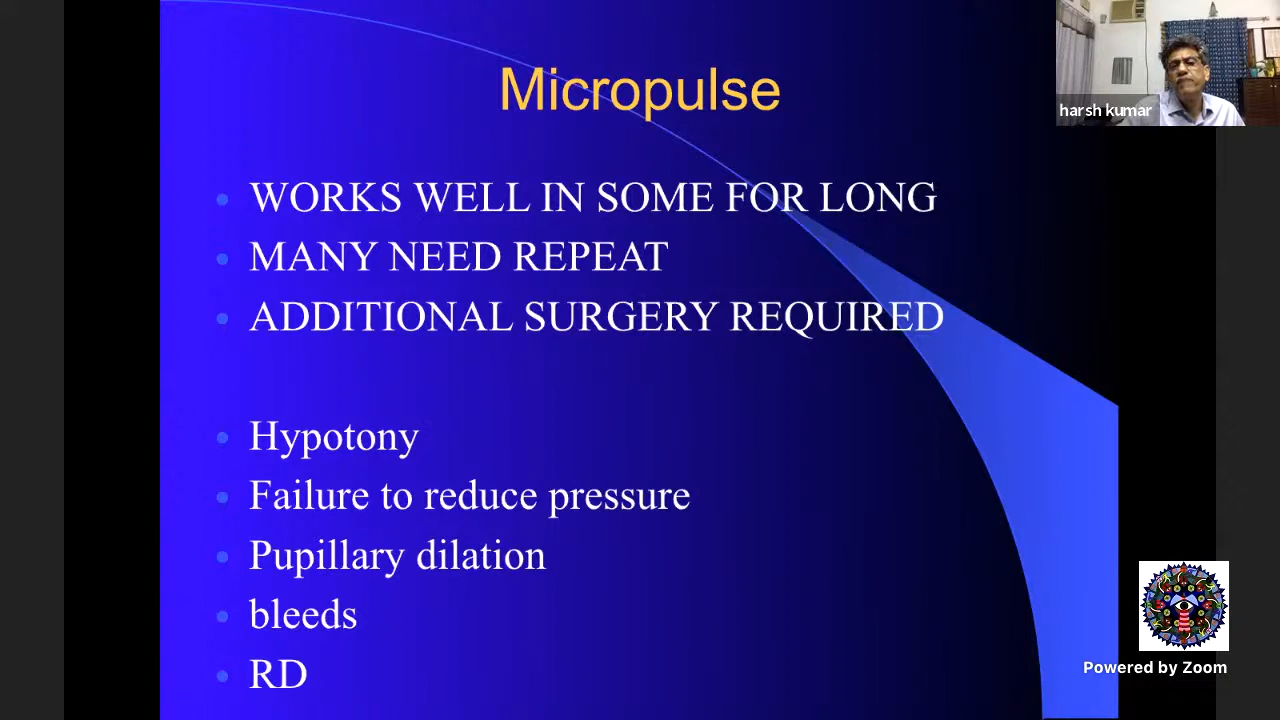 Micropulse
harsh kumar
WORKS WELL IN SOME FOR LONG
MANY NEED REPEAT
ADDITIONAL SURGERY REQUIRED
Hypotony
Failure to reduce pressure
Pupillary dilation
bleeds
RD
Powered by Zoom